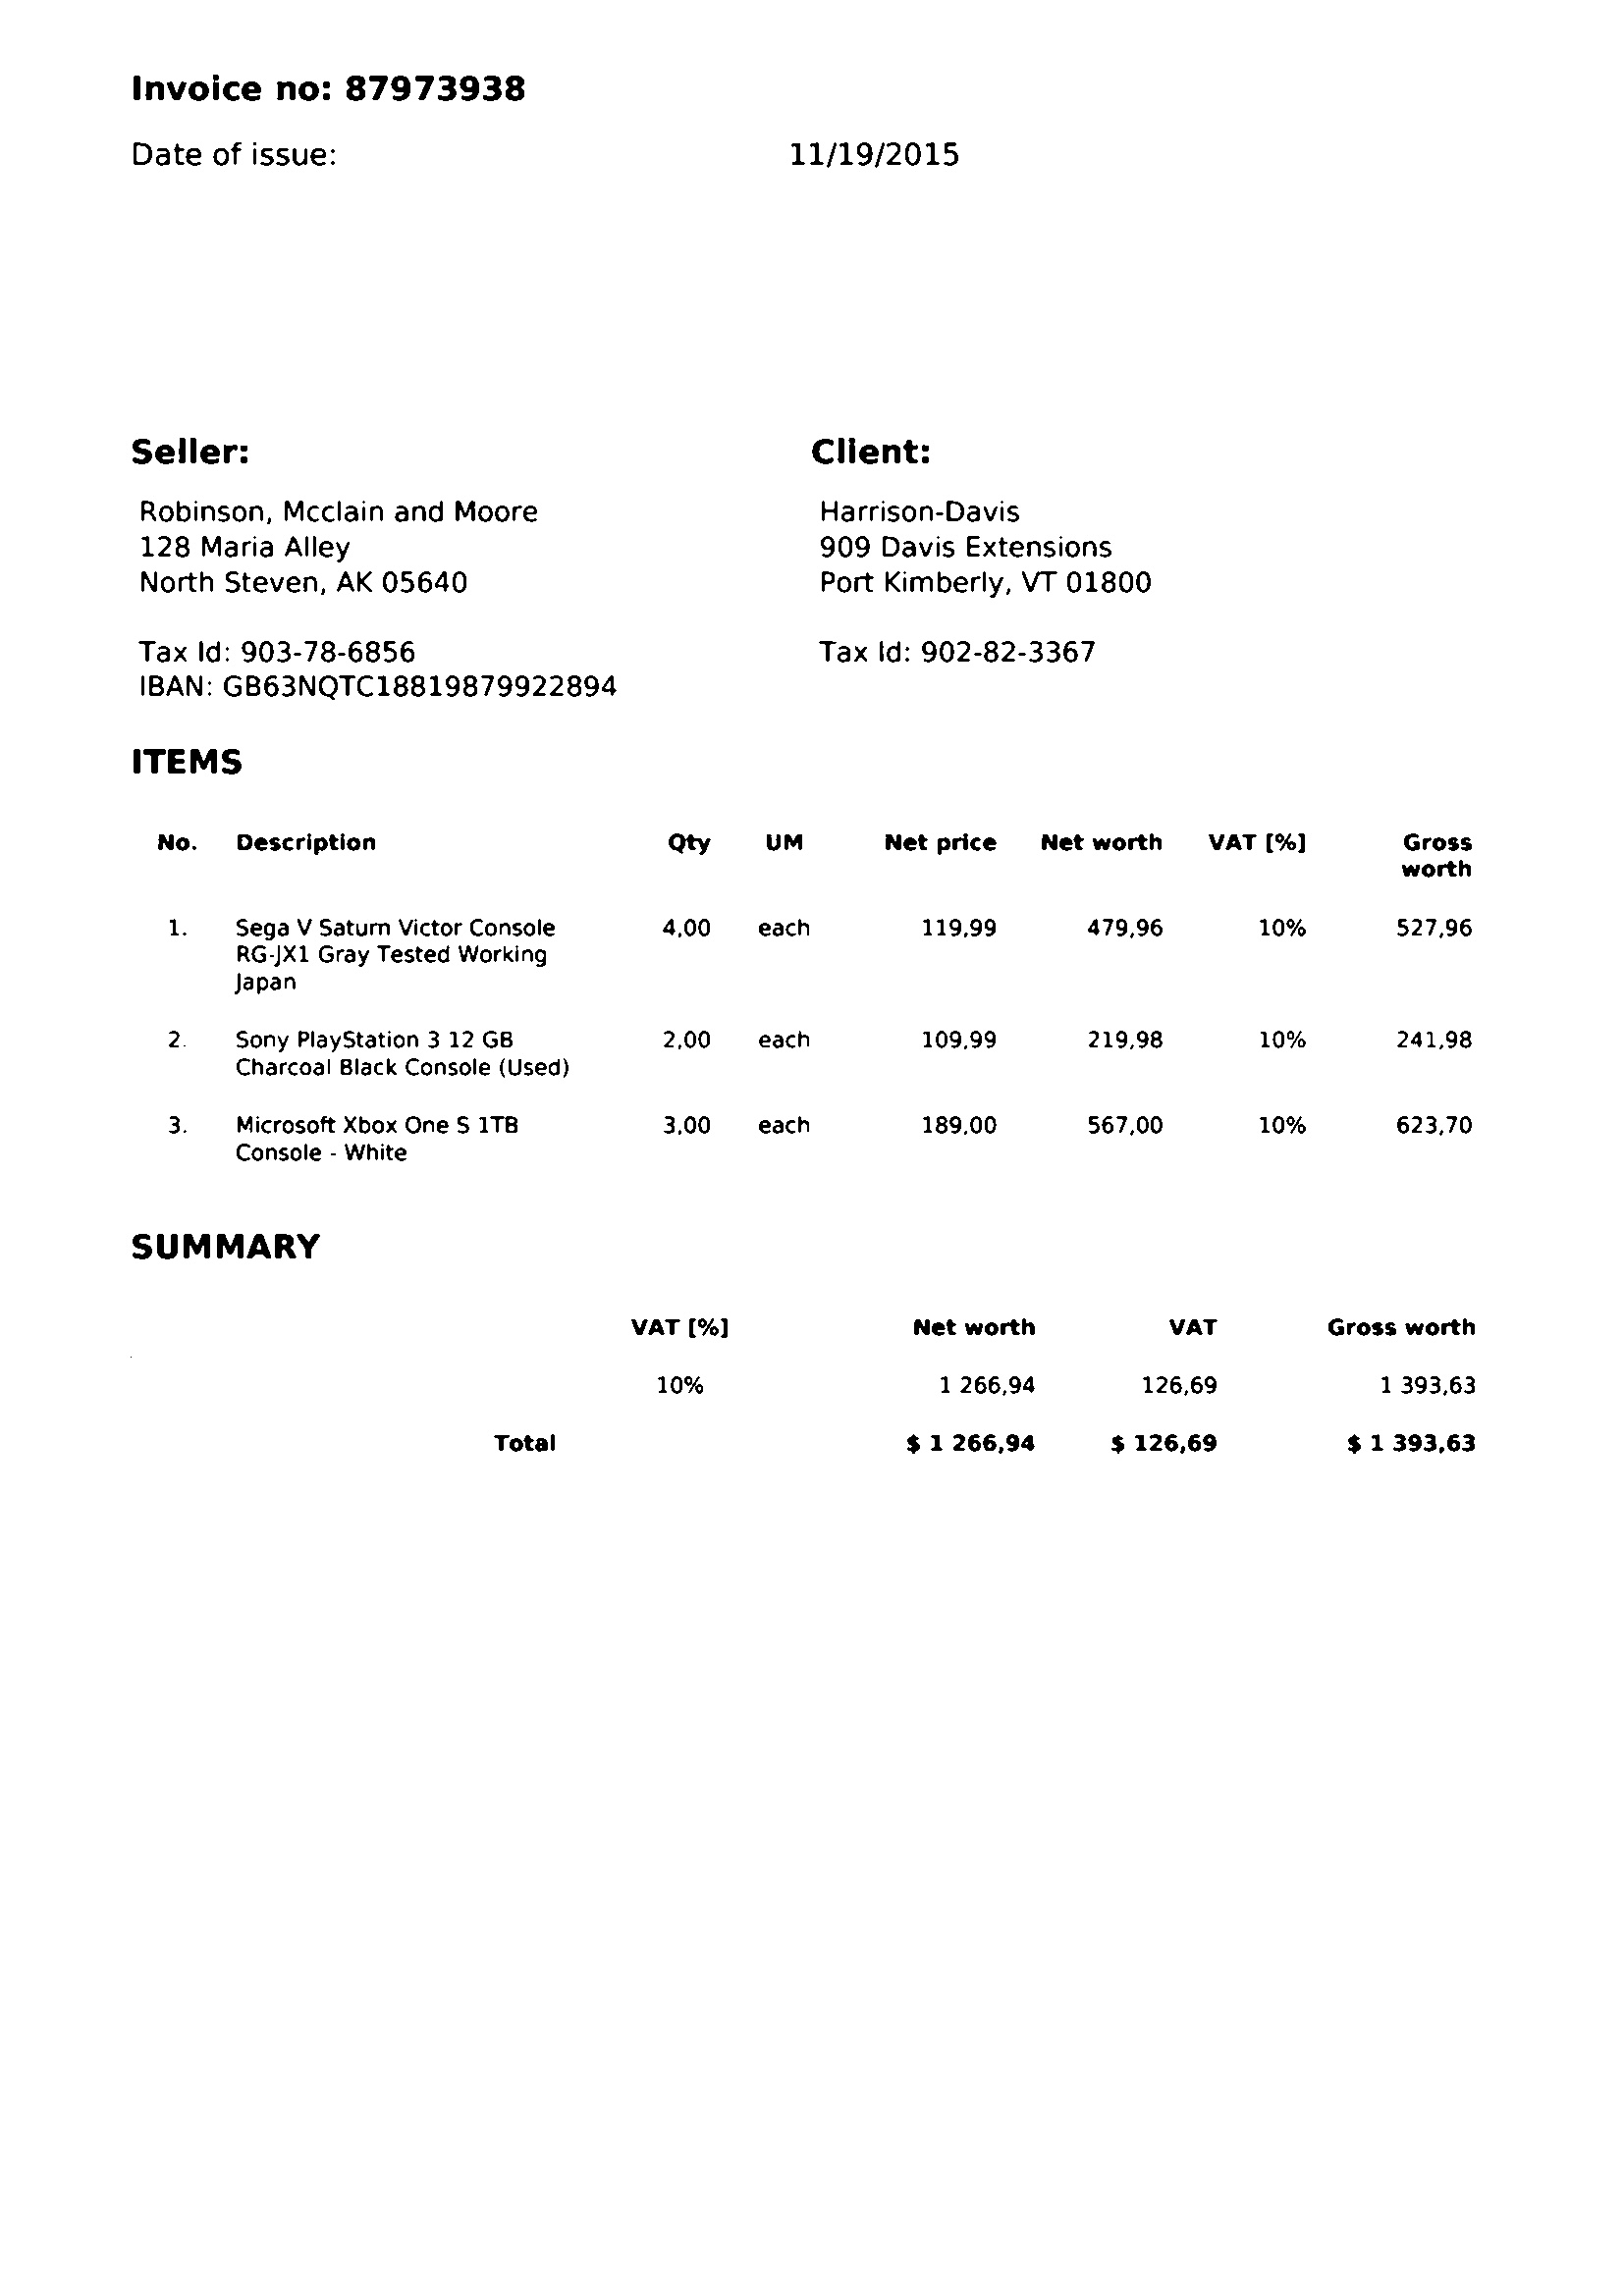 Invoice no: 87973938
Date of issue: 11/19/2015
Seller:
Robinson, Mcclain and Moore
128 Maria Alley
North Steven, AK 05640
Tax Id: 903-78-6856
IBAN: GB63NQTC18819879922894
Client:
Harrison-Davis
909 Davis Extensions
Port Kimberly, VT 01800
Tax Id: 902-82-3367
ITEMS
No. Description Qty UM Net price Net worth VAT [%] Gross
worth
1. Sega V Saturn Victor Console 4,00 each 119,99 479,96 10% 527,96
RG-JX1 Gray Tested Working
Japan
2. Sony PlayStation 3 12 GB 2,00 each 109,99 219,98 10% 241,98
Charcoal Black Console (Used)
3. Microsoft Xbox One S 1TB 3,00 each 189,00 567,00 10% 623,70
Console - White
SUMMARY
VAT [%] Net worth VAT Gross worth
10% 1 266,94 126,69 1 393,63
Total $ 1 266,94 $ 126,69 $ 1 393,63